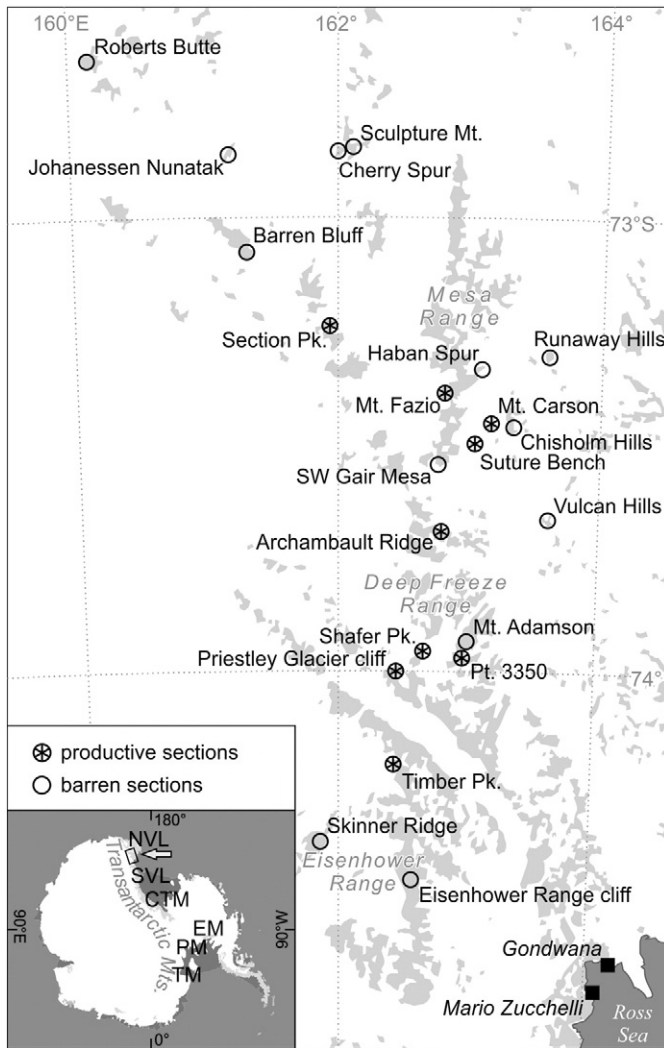 160°E
162°
164°
Roberts Butte
Sculpture Mt.
Johanessen Nunatak
Cherry Spur
73°S
Barren Bluff
Mesa
Range
Section Pk.
Runaway Hills
Haban Spur
Mt. Fazio
Mt. Carson
Chisholm Hills
Suture Bench
SW Gair Mesa
Vulcan Hills
Archambault Ridge
Deep Freeze
Range
Mt. Adamson
Shafer Pk.
Priestley Glacier cliff
Pt. 3350
74°
Timber Pk.
Skinner Ridge
Eisenhower
Range
Eisenhower Range cliff
Gondwana
Mario Zucchelli
Ross
Sea
productive sections
barren sections
180°
NVL
SVL
CTM
Transantarctic Mts
EM
PM
TM
90°E
90°W
0°